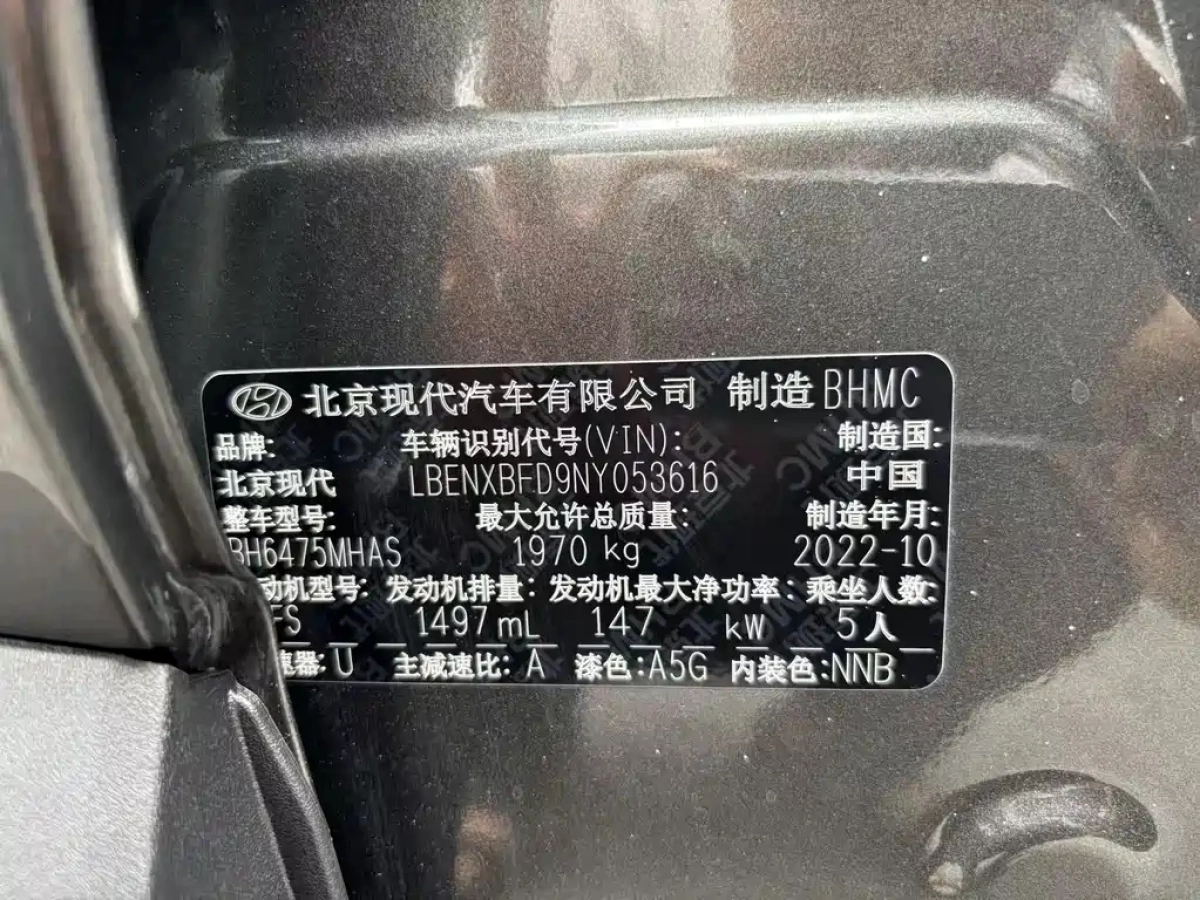 北京现代汽车有限公司 制造 BHMC
品牌: 车辆识别代号(VIN): 制造国:
北京现代 LBENXBFD9NY053616 中国
整车型号: 最大允许总质量: 制造年月:
BH6475MHAS 1970 kg 2022-10
动机型号: 发动机排量: 发动机最大净功率: 乘坐人数:
FS 1497 mL 147 kW 5人
速器: U 主减速比: A 漆色:A5G 内装色:NNB